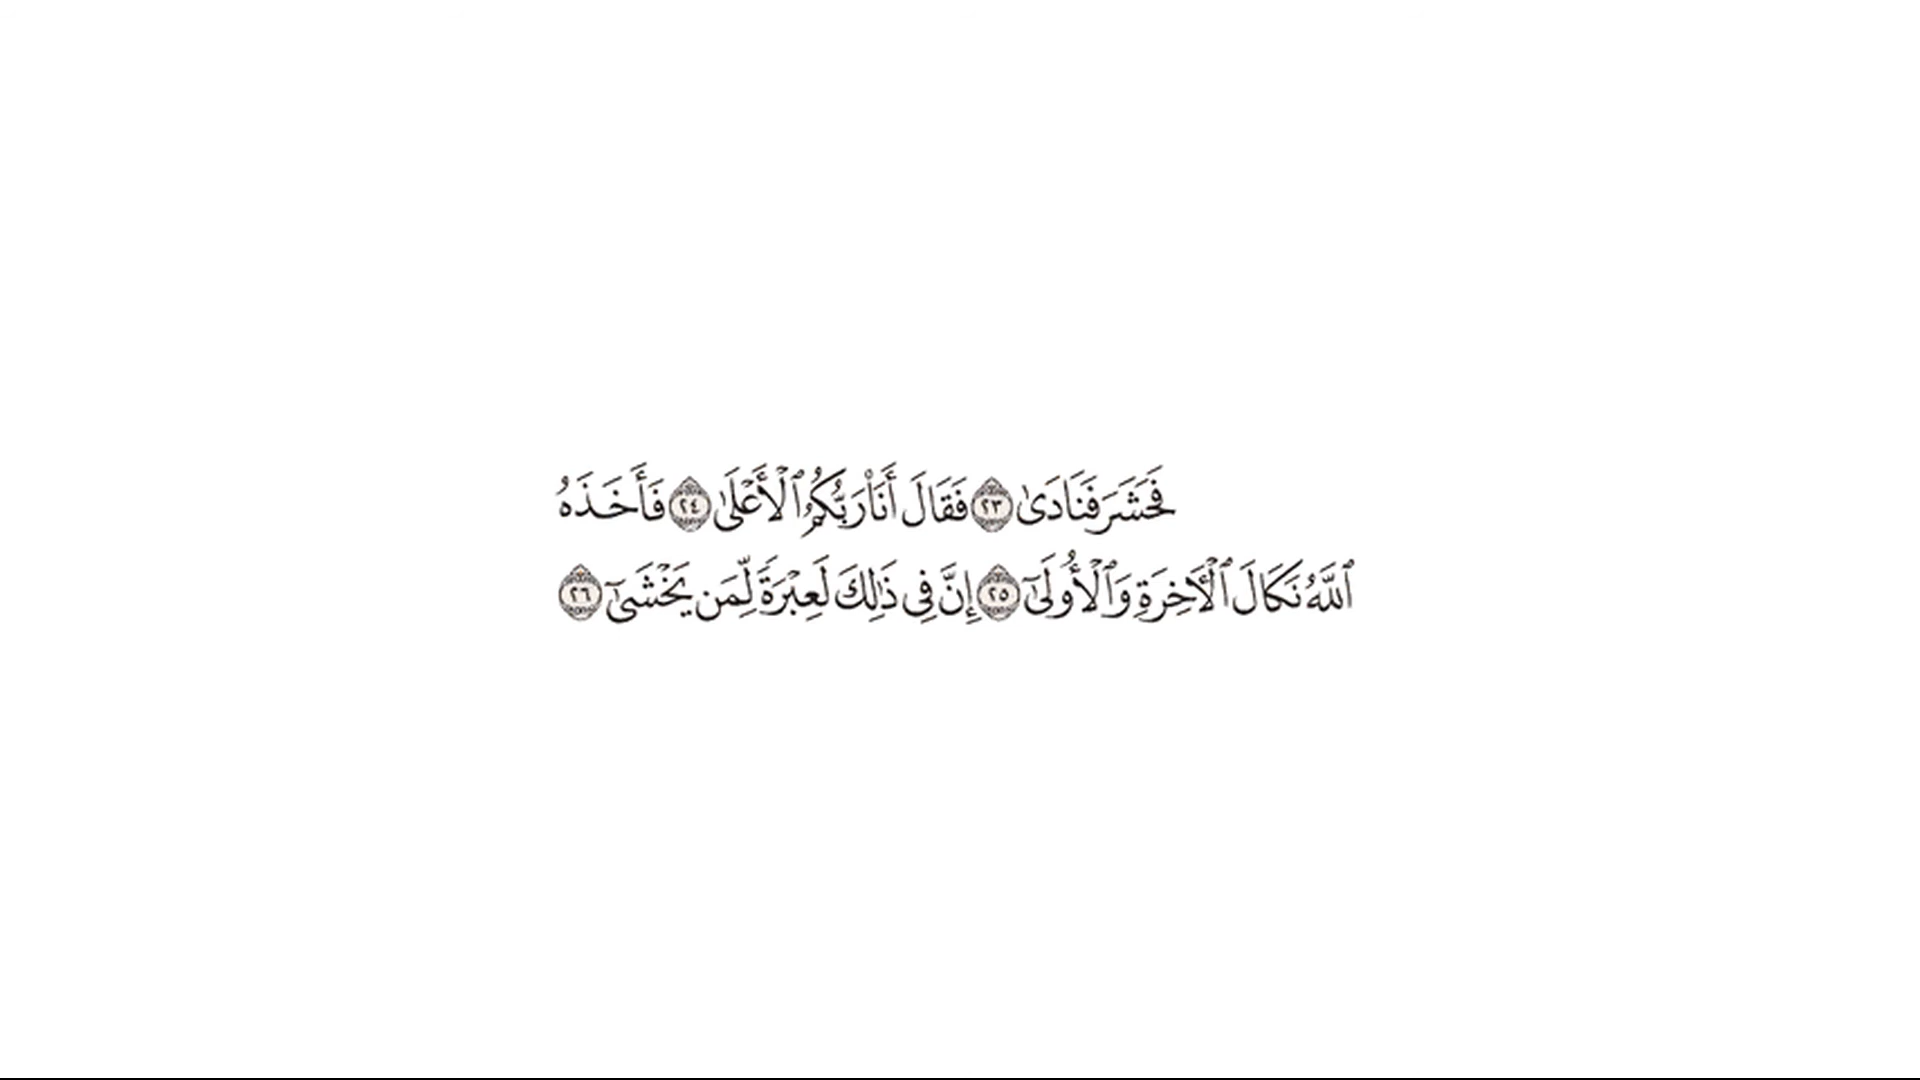 فَحَشَرَ فَنَادَىٰ ٢٣ فَقَالَ أَنَا۠ رَبُّكُمُ ٱلْأَعْلَىٰ ٢٤ فَأَخَذَهُ
ٱللَّهُ نَكَالَ ٱلْـَٔاخِرَةِ وَٱلْأُولَىٰٓ ٢٥ إِنَّ فِى ذَٰلِكَ لَعِبْرَةً لِّمَن يَخْشَىٰٓ ٢٦